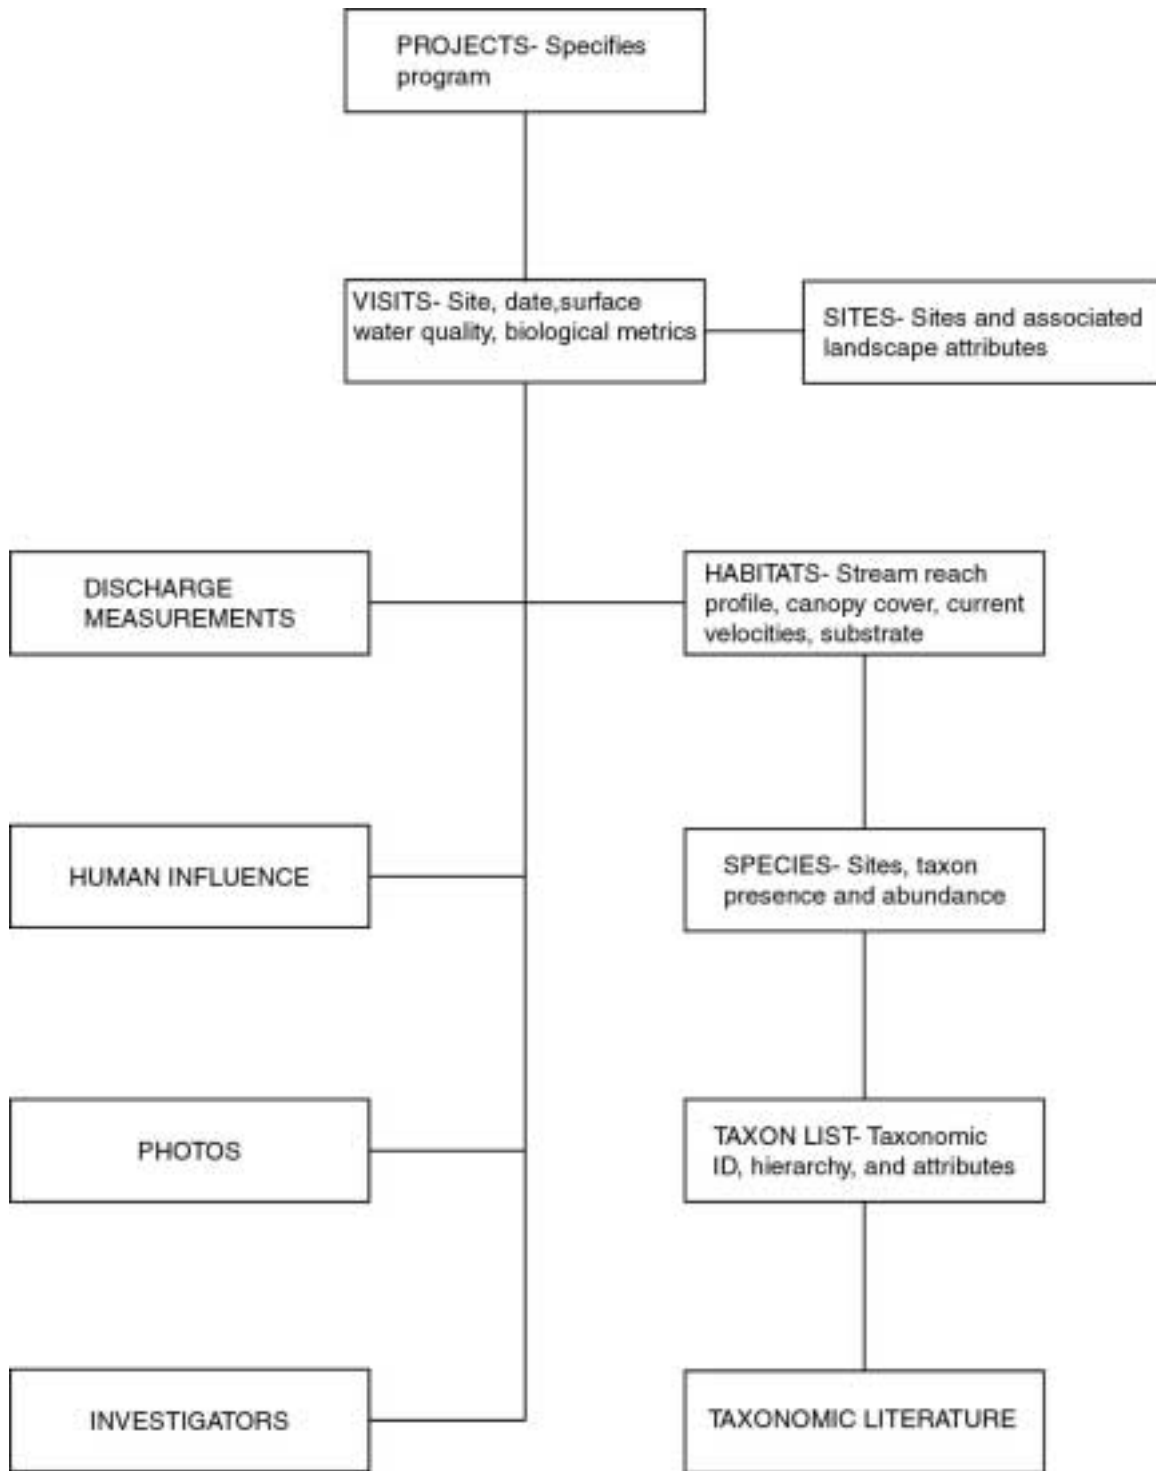 PROJECTS- Specifies
program
VISITS- Site, date,surface
water quality, biological metrics
SITES- Sites and associated
landscape attributes
DISCHARGE
MEASUREMENTS
HABITATS- Stream reach
profile, canopy cover, current
velocities, substrate
HUMAN INFLUENCE
SPECIES- Sites, taxon
presence and abundance
PHOTOS
TAXON LIST- Taxonomic
ID, hierarchy, and attributes
INVESTIGATORS
TAXONOMIC LITERATURE